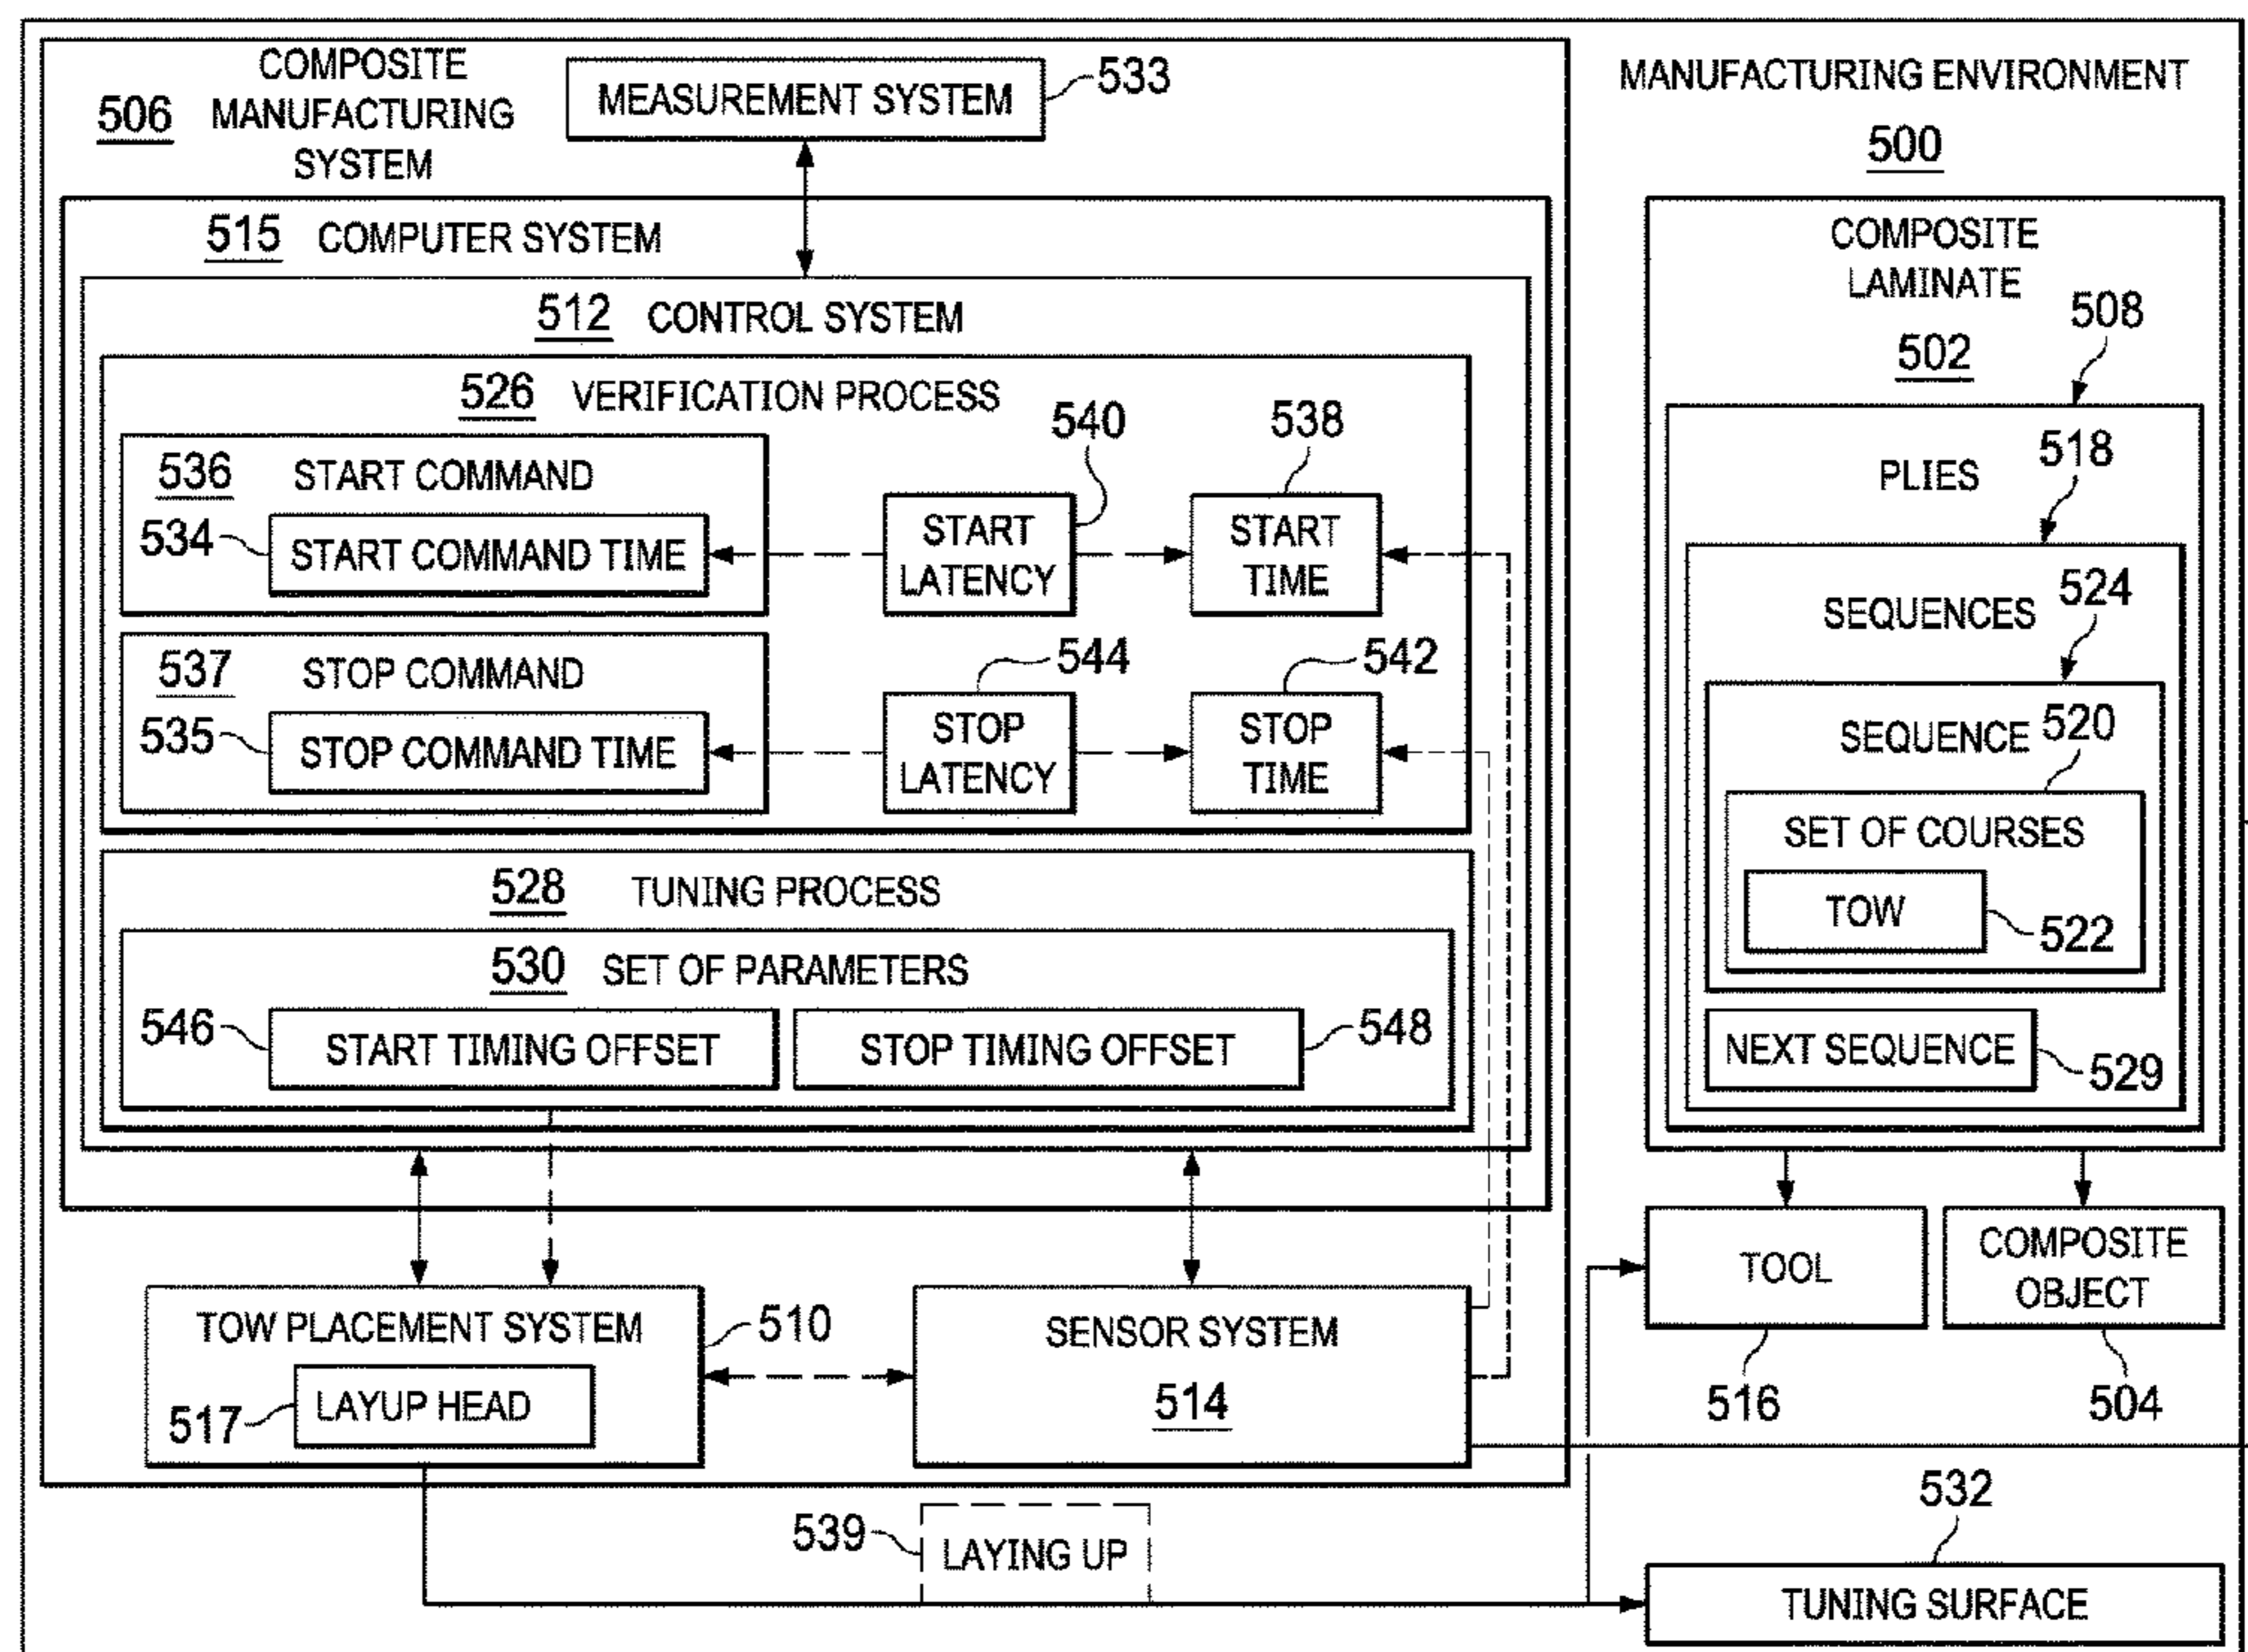 COMPOSITE
506 MANUFACTURING
SYSTEM
MEASUREMENT SYSTEM 533
515 COMPUTER SYSTEM
512 CONTROL SYSTEM
526 VERIFICATION PROCESS
536 START COMMAND
534 START COMMAND TIME
540
START
LATENCY
538
START
TIME
537 STOP COMMAND
535 STOP COMMAND TIME
544
STOP
LATENCY
542
STOP
TIME
528 TUNING PROCESS
530 SET OF PARAMETERS
546 START TIMING OFFSET
STOP TIMING OFFSET 548
TOW PLACEMENT SYSTEM 510
517 LAYUP HEAD
SENSOR SYSTEM
514
539 LAYING UP
MANUFACTURING ENVIRONMENT
500
COMPOSITE
LAMINATE
502
508
PLIES
518
SEQUENCES
524
SEQUENCE
520
SET OF COURSES
TOW
522
NEXT SEQUENCE
529
TOOL
516
COMPOSITE
OBJECT
504
532
TUNING SURFACE